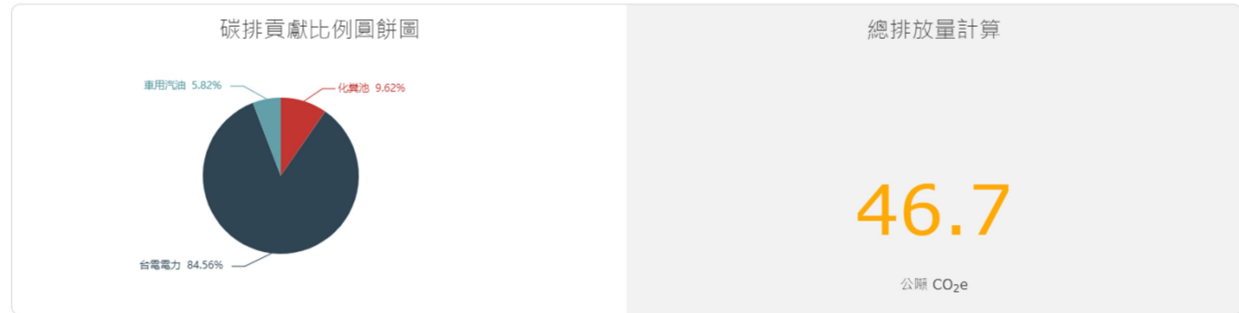 碳排貢獻比例圓餅圖
車用汽油 5.82%
化糞池 9.62%
台電電力 84.56%
總排放量計算
46.7
公噸 CO₂e